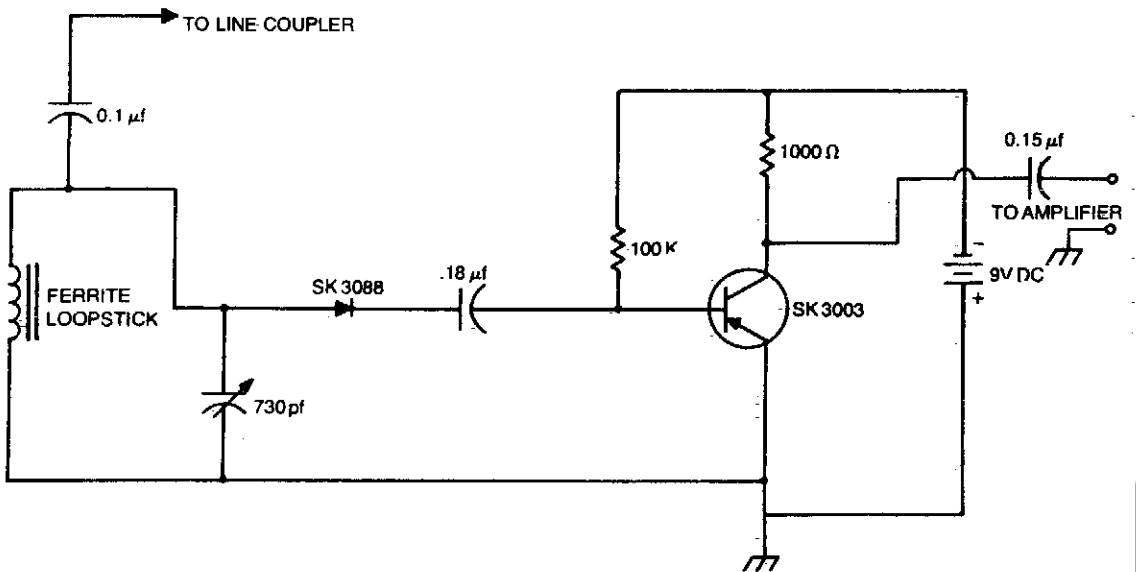 TO LINE COUPLER
0.1 µf
1000 Ω
0.15 µf
TO AMPLIFIER
100 K
.18 µf
SK 3088
FERRITE
LOOPSTICK
SK 3003
-
9V DC
+
730 pf